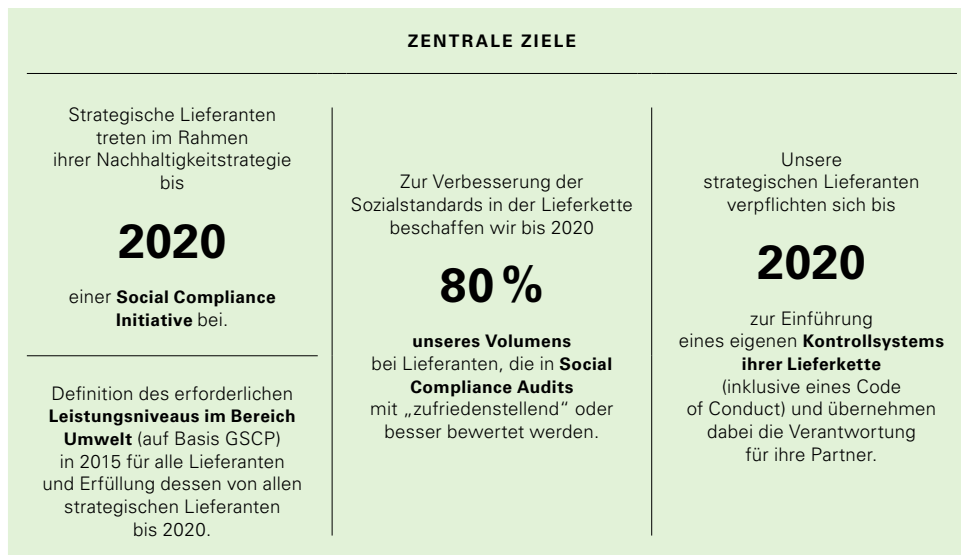 ZENTRALE ZIELE
Strategische Lieferanten
treten im Rahmen
ihrer Nachhaltigkeitstrategie
bis
2020
einer Social Compliance
Initiative bei.
Definition des erforderlichen
Leistungsniveaus im Bereich
Umwelt (auf Basis GSCP)
in 2015 für alle Lieferanten
und Erfüllung dessen von allen
strategischen Lieferanten
bis 2020.
Zur Verbesserung der
Sozialstandards in der Lieferkette
beschaffen wir bis 2020
80 %
unseres Volumens
bei Lieferanten, die in Social
Compliance Audits
mit „zufriedenstellend“ oder
besser bewertet werden.
Unsere
strategischen Lieferanten
verpflichten sich bis
2020
zur Einführung
eines eigenen Kontrollsystems
ihrer Lieferkette
(inklusive eines Code
of Conduct) und übernehmen
dabei die Verantwortung
für ihre Partner.